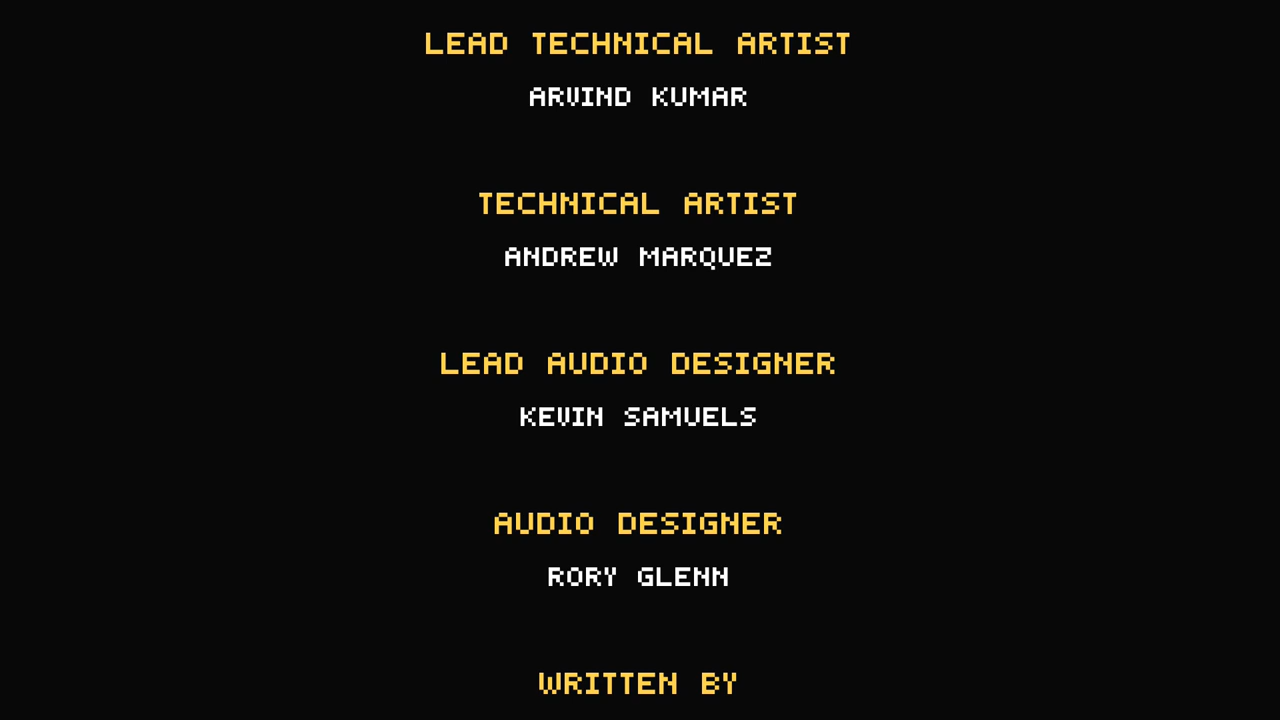 LEAD TECHNICAL ARTIST
ARVIND KUMAR
TECHNICAL ARTIST
ANDREW MARQUEZ
LEAD AUDIO DESIGNER
KEVIN SAMUELS
AUDIO DESIGNER
RORY GLENN
WRITTEN BY